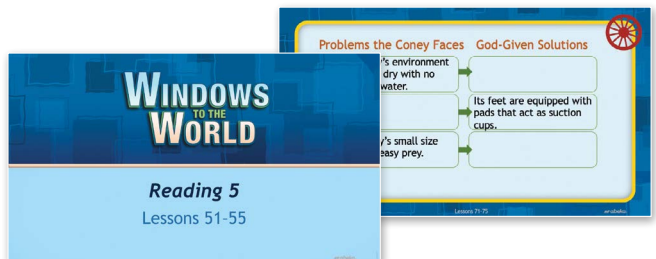 WINDOWS
TO THE
WORLD
Reading 5
Lessons 51-55
Problems the Coney Faces God-Given Solutions
's environment
dry with no
water.
Its feet are equipped with
pads that act as suction
cups.
y's small size
easy prey.
Lessons 71-75
abeka